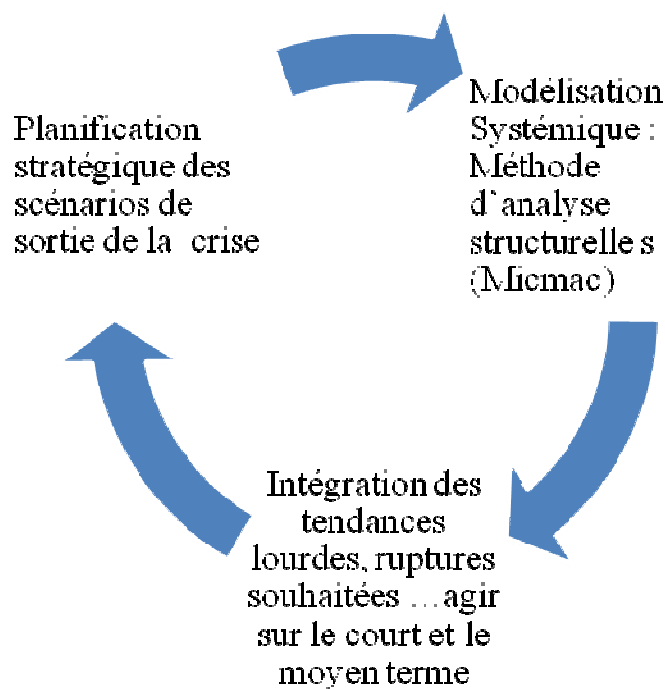 Planification
stratégique des
scénarios de
sortie de la crise
Modélisation
Systémique :
Méthode
d'analyse
structurelle s
(Micmac)
Intégration des
tendances
lourdes, ruptures
souhaitées ... agir
sur le court et le
moyen terme